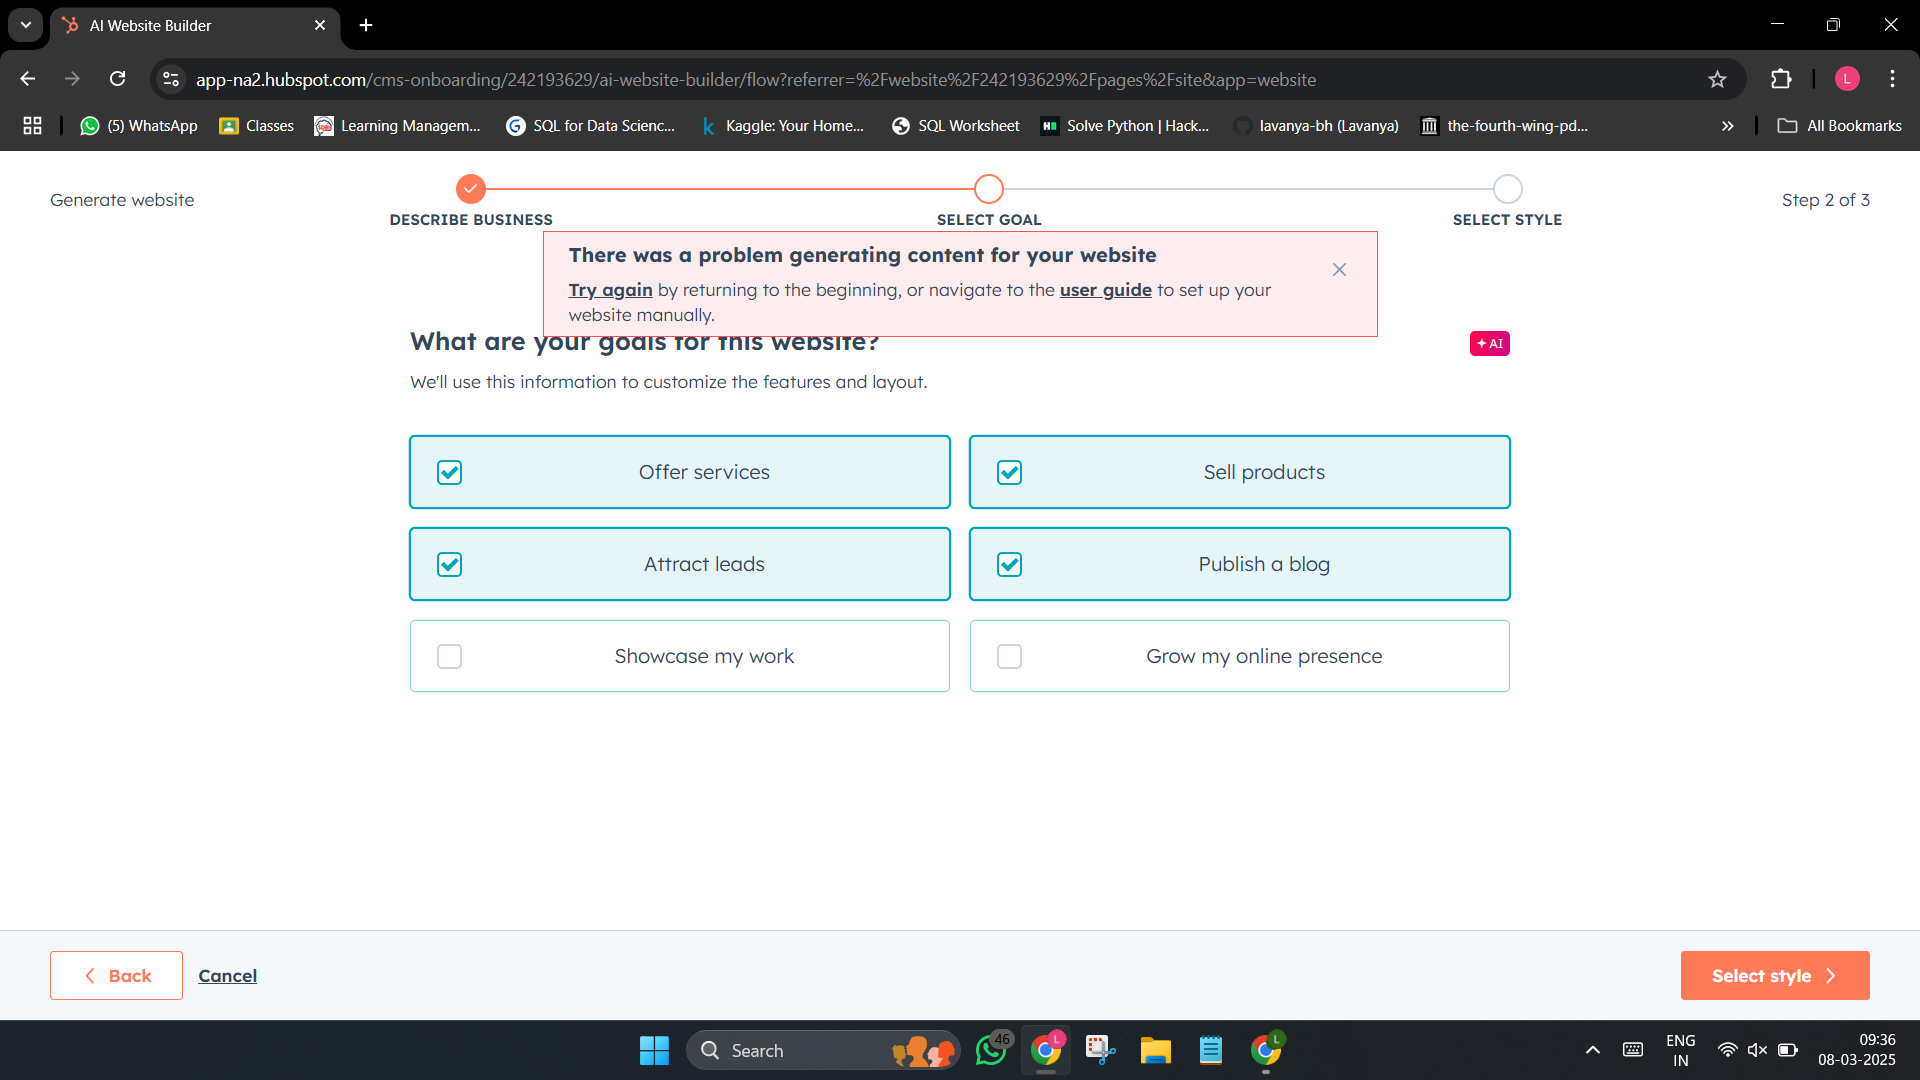 AI Website Builder
app-na2.hubspot.com/cms-onboarding/242193629/ai-website-builder/flow?referrer=%2Fwebsite%2F242193629%2Fpages%2Fsite&app=website
L
(5) WhatsApp
Classes
Learning Managem...
SQL for Data Scienc...
Kaggle: Your Home...
SQL Worksheet
Solve Python | Hack...
lavanya-bh (Lavanya)
the-fourth-wing-pd...
All Bookmarks
Generate website
DESCRIBE BUSINESS
SELECT GOAL
SELECT STYLE
Step 2 of 3
There was a problem generating content for your website
Try again by returning to the beginning, or navigate to the user guide to set up your
website manually.
What are your goals for this website?
AI
We'll use this information to customize the features and layout.
Offer services
Sell products
Attract leads
Publish a blog
Showcase my work
Grow my online presence
Back
Cancel
Select style
Search
46
L
L
ENG
IN
09:36
08-03-2025